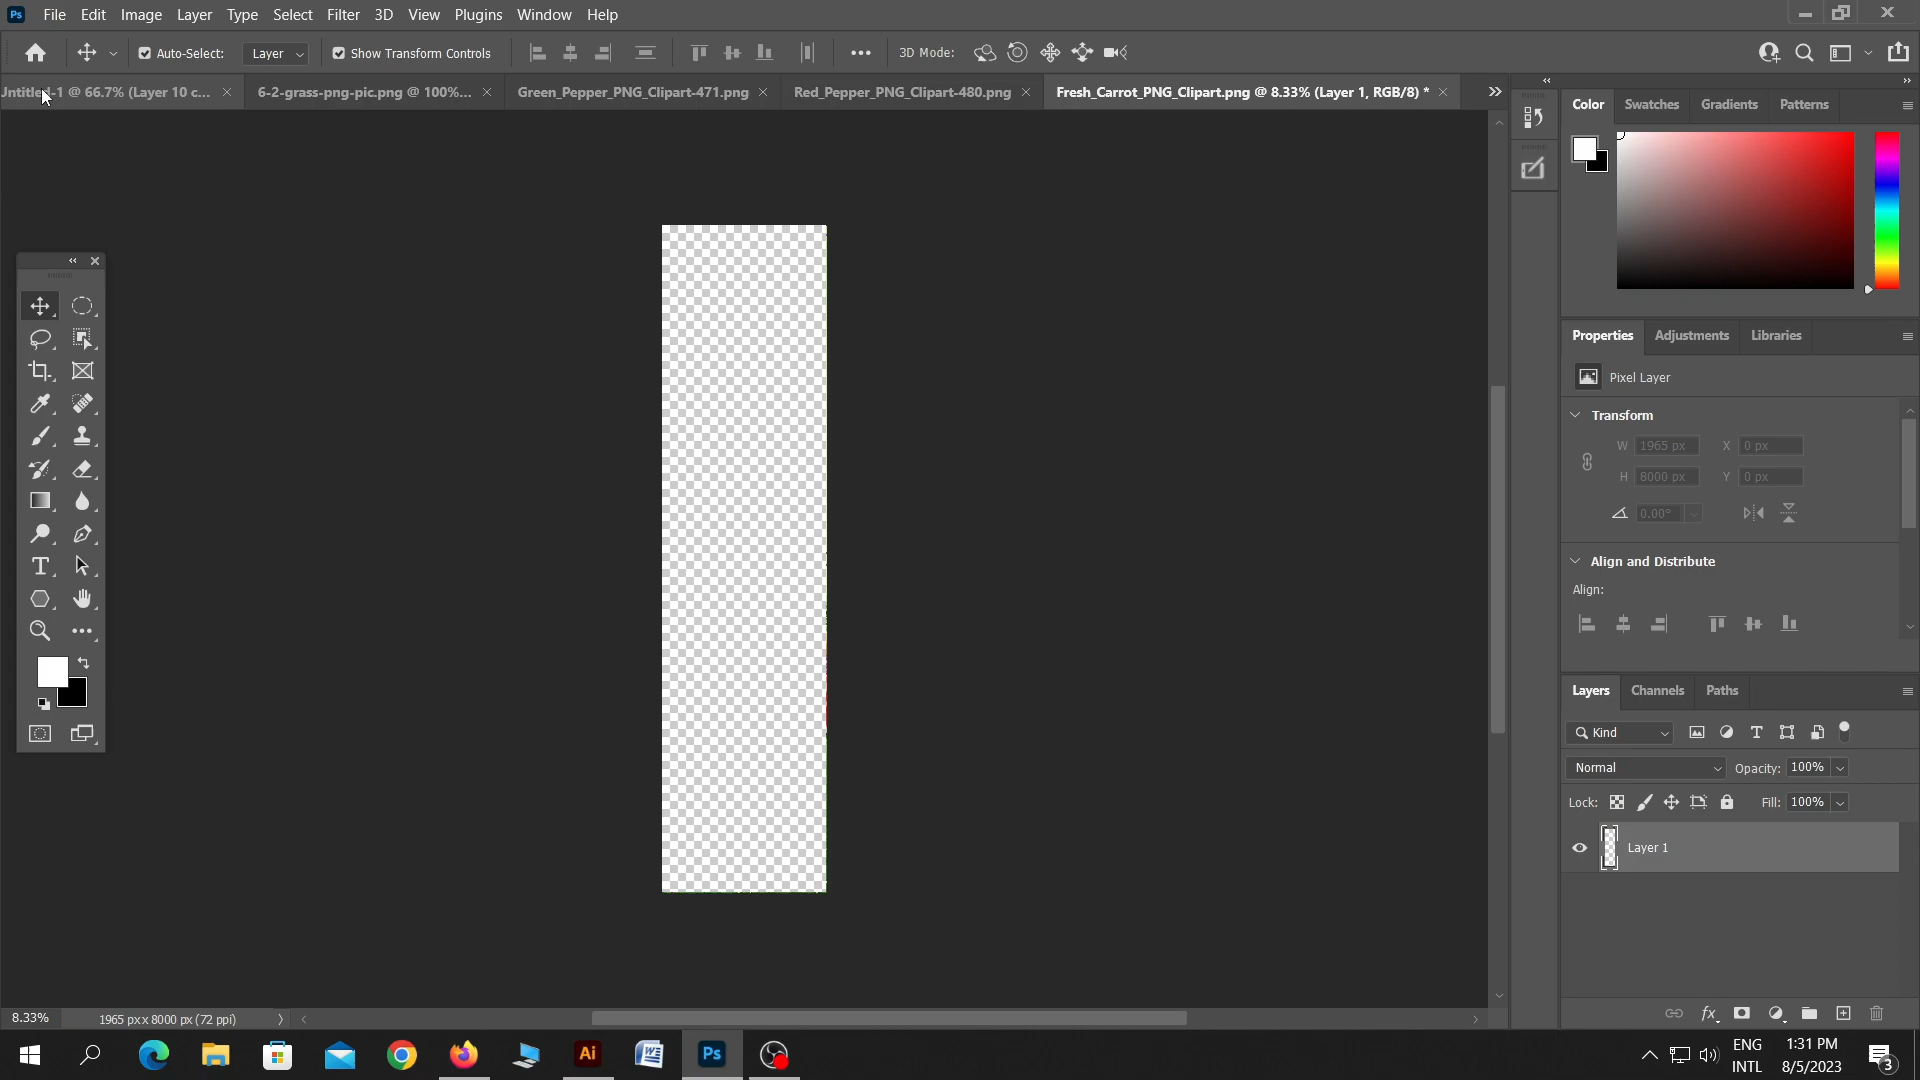 Ps File Edit Image Layer Type Select Filter 3D View Plugins Window Help
Auto-Select: Layer Show Transform Controls 3D Mode:
Untitled-1 @ 66.7% (Layer 10 c... 6-2-grass-png-pic.png @ 100%... Green_Pepper_PNG_Clipart-471.png Red_Pepper_PNG_Clipart-480.png Fresh_Carrot_PNG_Clipart.png @ 8.33% (Layer 1, RGB/8) *
Color Swatches Gradients Patterns
Properties Adjustments Libraries
Pixel Layer
Transform
W 1965 px X 0 px
H 8000 px Y 0 px
0.00°
Align and Distribute
Align:
Layers Channels Paths
Kind
Normal Opacity: 100%
Lock: Fill: 100%
Layer 1
8.33% 1965 px x 8000 px (72 ppi)
Ai Ps
ENG 1:31 PM
INTL 8/5/2023 3